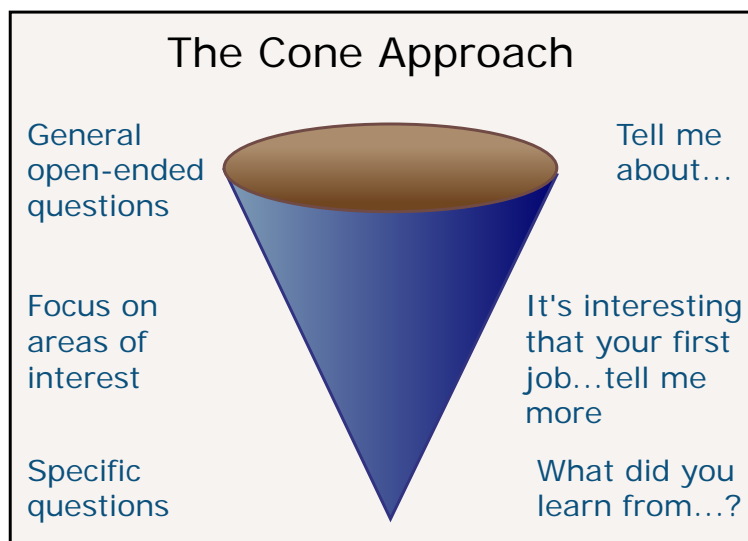 The Cone Approach
General
open-ended
questions
Tell me
about...
Focus on
areas of
interest
It's interesting
that your first
job...tell me
more
Specific
questions
What did you
learn from...?